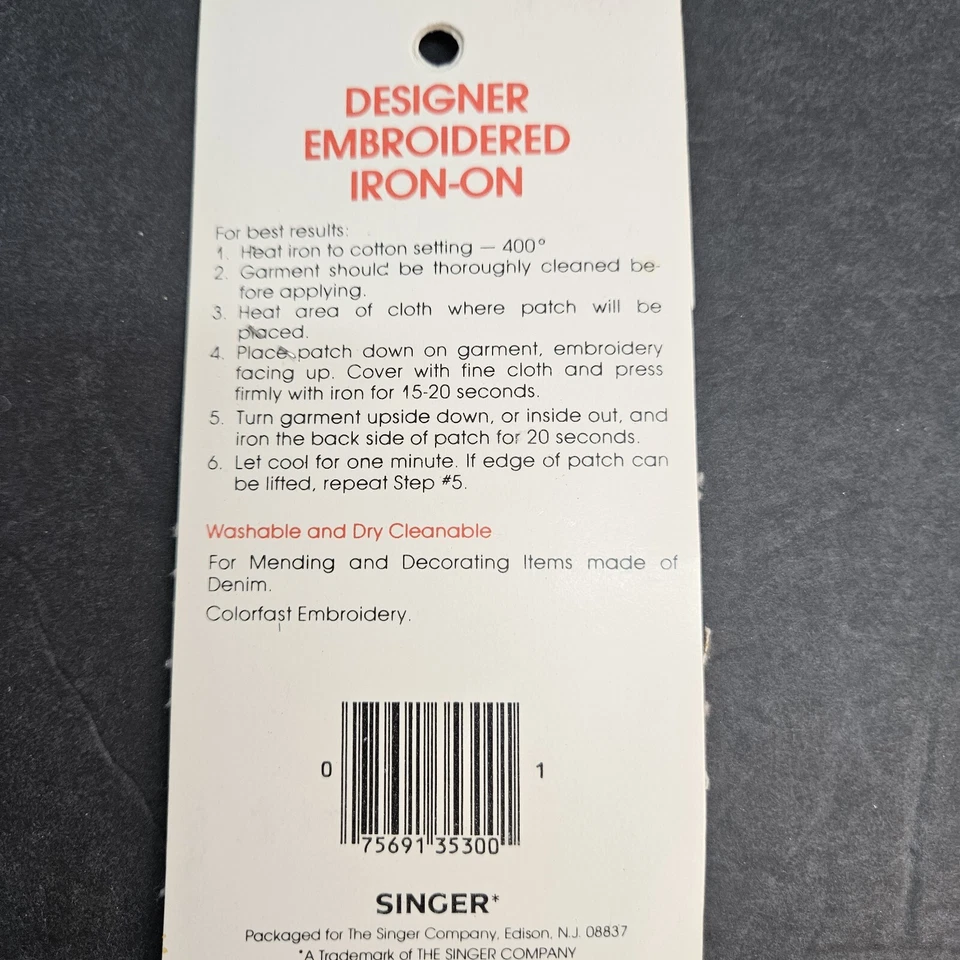 DESIGNER
EMBROIDERED
IRON-ON
For best results:
1. Heat iron to cotton setting — 400°
2. Garment should be thoroughly cleaned be-
fore applying.
3. Heat area of cloth where patch will be
placed.
4. Place patch down on garment, embroidery
facing up. Cover with fine cloth and press
firmly with iron for 15-20 seconds.
5. Turn garment upside down, or inside out, and
iron the back side of patch for 20 seconds.
6. Let cool for one minute. If edge of patch can
be lifted, repeat Step #5.
Washable and Dry Cleanable
For Mending and Decorating Items made of
Denim.
Colorfast Embroidery.
0 75691 35300 1
SINGER*
Packaged for The Singer Company, Edison, N.J. 08837
*A Trademark of THE SINGER COMPANY